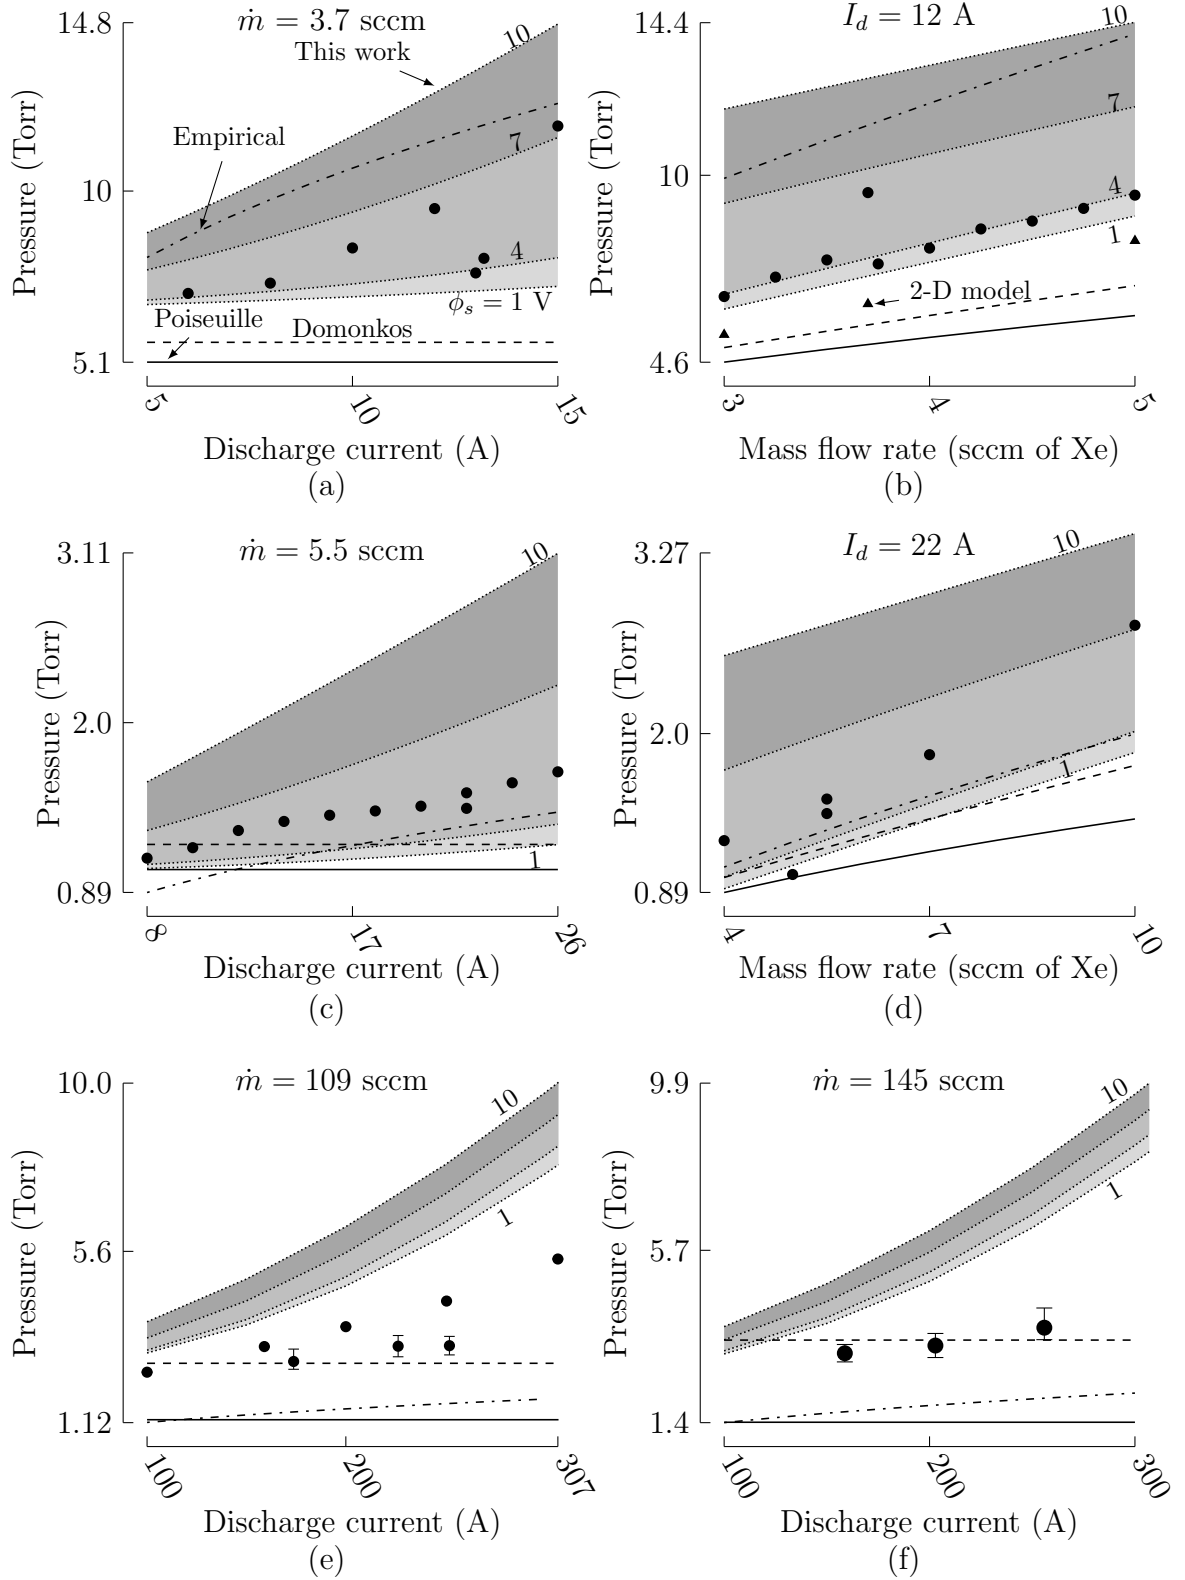 ṁ = 3.7 sccm
14.8
10
5.1
Pressure (Torr)
This work
Empirical
10
7
4
ϕₛ = 1 V
Poiseuille
Domonkos
5
10
15
Discharge current (A)
(a)
I_d = 12 A
14.4
10
4.6
Pressure (Torr)
10
7
4
1
2-D model
3
4
5
Mass flow rate (sccm of Xe)
(b)
ṁ = 5.5 sccm
3.11
2.0
0.89
Pressure (Torr)
10
1
8
17
26
Discharge current (A)
(c)
I_d = 22 A
3.27
2.0
0.89
Pressure (Torr)
10
1
4
7
10
Mass flow rate (sccm of Xe)
(d)
ṁ = 109 sccm
10.0
5.6
1.12
Pressure (Torr)
10
1
100
200
307
Discharge current (A)
(e)
ṁ = 145 sccm
9.9
5.7
1.4
Pressure (Torr)
10
1
100
200
300
Discharge current (A)
(f)